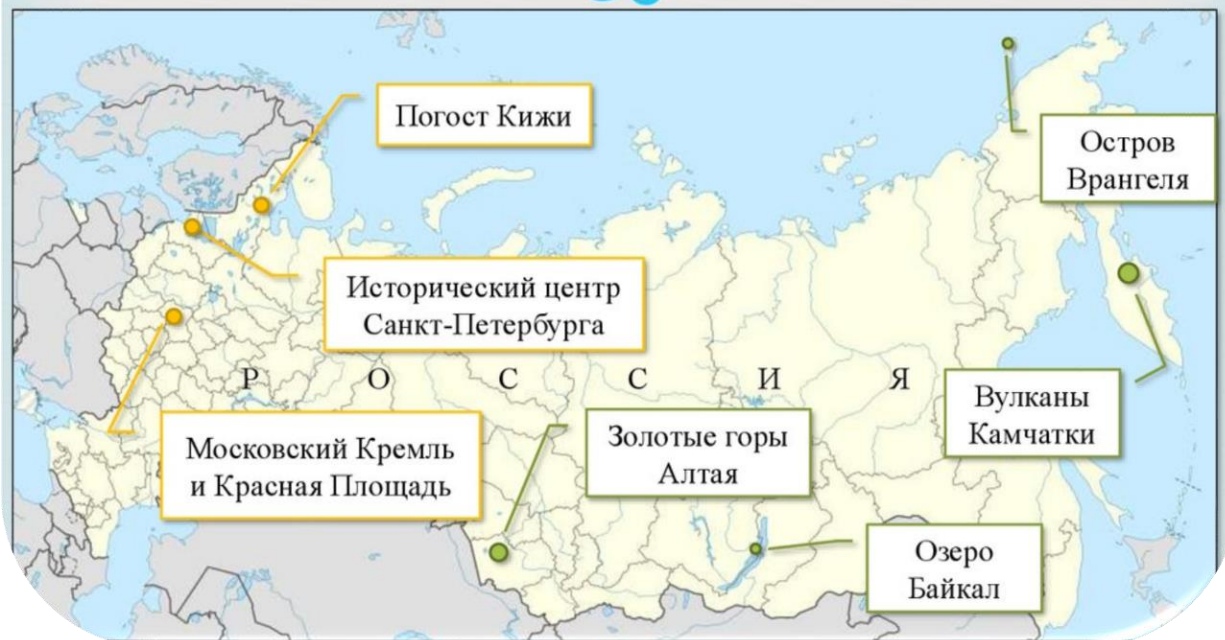 Погост Кижи
Остров
Врангеля
Исторический центр
Санкт-Петербурга
РОССИЯ
Вулканы
Камчатки
Московский Кремль
и Красная Площадь
Золотые горы
Алтая
Озеро
Байкал